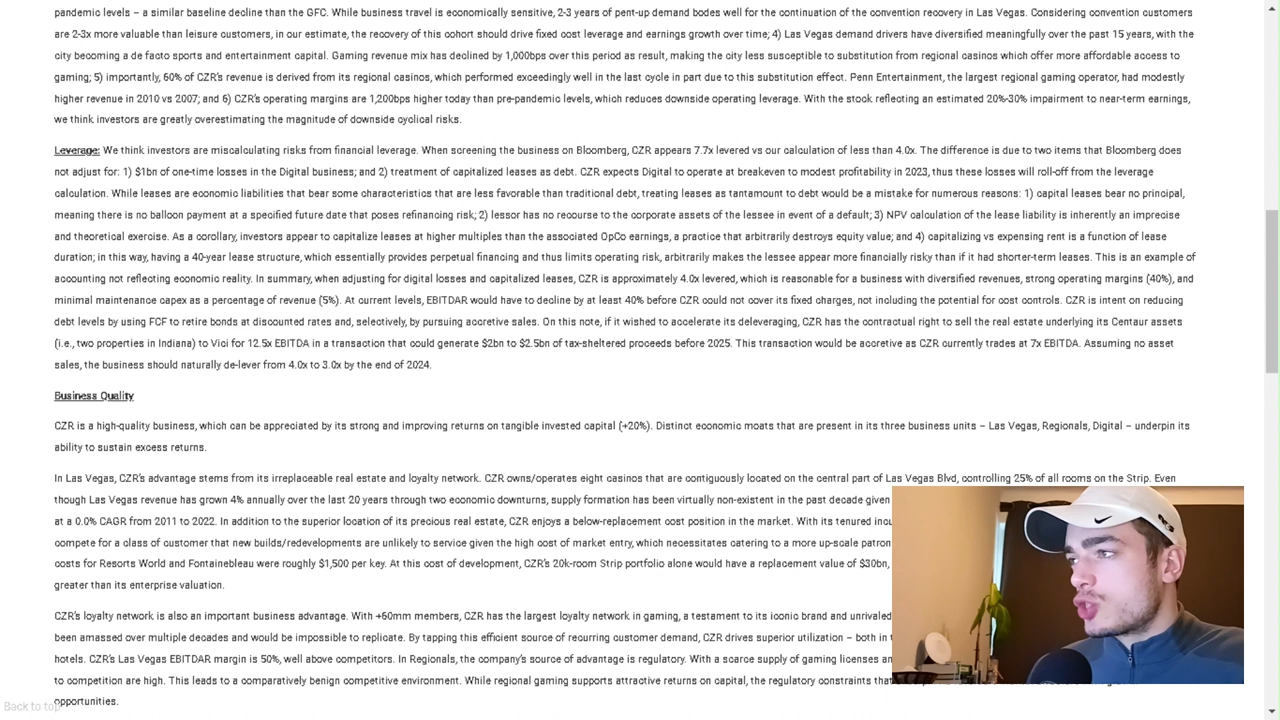 pandemic levels – a similar baseline decline than the GFC. While business travel is economically sensitive, 2-3 years of pent-up demand bodes well for the continuation of the convention recovery in Las Vegas. Considering convention customers
are 2-3x more valuable than leisure customers, in our estimate, the recovery of this cohort should drive fixed cost leverage and earnings growth over time; 4) Las Vegas demand drivers have diversified meaningfully over the past 15 years, with the
city becoming a de facto sports and entertainment capital. Gaming revenue mix has declined by 1,000bps over this period as result, making the city less susceptible to substitution from regional casinos which offer more affordable access to
gaming; 5) importantly, 60% of CZR's revenue is derived from its regional casinos, which performed exceedingly well in the last cycle in part due to this substitution effect. Penn Entertainment, the largest regional gaming operator, had modestly
higher revenue in 2010 vs 2007; and 6) CZR's operating margins are 1,200bps higher today than pre-pandemic levels, which reduces downside operating leverage. With the stock reflecting an estimated 20%-30% impairment to near-term earnings,
we think investors are greatly overestimating the magnitude of downside cyclical risks.
Leverage: We think investors are miscalculating risks from financial leverage. When screening the business on Bloomberg, CZR appears 7.7x levered vs our calculation of less than 4.0x. The difference is due to two items that Bloomberg does
not adjust for: 1) $1bn of one-time losses in the Digital business; and 2) treatment of capitalized leases as debt. CZR expects Digital to operate at breakeven to modest profitability in 2023, thus these losses will roll-off from the leverage
calculation. While leases are economic liabilities that bear some characteristics that are less favorable than traditional debt, treating leases as tantamount to debt would be a mistake for numerous reasons: 1) capital leases bear no principal,
meaning there is no balloon payment at a specified future date that poses refinancing risk; 2) lessor has no recourse to the corporate assets of the lessee in event of a default; 3) NPV calculation of the lease liability is inherently an imprecise
and theoretical exercise. As a corollary, investors appear to capitalize leases at higher multiples than the associated OpCo earnings, a practice that arbitrarily destroys equity value; and 4) capitalizing vs expensing rent is a function of lease
duration; in this way, having a 40-year lease structure, which essentially provides perpetual financing and thus limits operating risk, arbitrarily makes the lessee appear more financially risky than if it had shorter-term leases. This is an example of
accounting not reflecting economic reality. In summary, when adjusting for digital losses and capitalized leases, CZR is approximately 4.0x levered, which is reasonable for a business with diversified revenues, strong operating margins (40%), and
minimal maintenance capex as a percentage of revenue (5%). At current levels, EBITDAR would have to decline by at least 40% before CZR could not cover its fixed charges, not including the potential for cost controls. CZR is intent on reducing
debt levels by using FCF to retire bonds at discounted rates and, selectively, by pursuing accretive sales. On this note, if it wished to accelerate its deleveraging, CZR has the contractual right to sell the real estate underlying its Centaur assets
(i.e., two properties in Indiana) to Vici for 12.5x EBITDA in a transaction that could generate $2bn to $2.5bn of tax-sheltered proceeds before 2025. This transaction would be accretive as CZR currently trades at 7x EBITDA. Assuming no asset
sales, the business should naturally de-lever from 4.0x to 3.0x by the end of 2024.
Business Quality
CZR is a high-quality business, which can be appreciated by its strong and improving returns on tangible invested capital (+20%). Distinct economic moats that are present in its three business units – Las Vegas, Regionals, Digital – underpin its
ability to sustain excess returns.
In Las Vegas, CZR's advantage stems from its irreplaceable real estate and loyalty network. CZR owns/operates eight casinos that are contiguously located on the central part of Las Vegas Blvd, controlling 25% of all rooms on the Strip. Even
though Las Vegas revenue has grown 4% annually over the last 20 years through two economic downturns, supply formation has been virtually non-existent in the past decade given
at a 0.0% CAGR from 2011 to 2022. In addition to the superior location of its precious real estate, CZR enjoys a below-replacement cost position in the market. With its tenured
compete for a class of customer that new builds/redevelopments are unlikely to service given the high cost of market entry, which necessitates catering to a more up-scale patron
costs for Resorts World and Fontainebleau were roughly $1,500 per key. At this cost of development, CZR's 20k-room Strip portfolio alone would have a replacement value of $30bn,
greater than its enterprise valuation.
CZR's loyalty network is also an important business advantage. With +60mm members, CZR has the largest loyalty network in gaming, a testament to its iconic brand and
been amassed over multiple decades and would be impossible to replicate. By tapping this efficient source of recurring customer demand, CZR drives superior utilization – both in
hotels. CZR's Las Vegas EBITDAR margin is 50%, well above competitors. In Regionals, the company's source of advantage is regulatory. With a scarce supply of gaming licenses
to competition are high. This leads to a comparatively benign competitive environment. While regional gaming supports attractive returns on capital, the regulatory constraints
opportunities.
Back to top